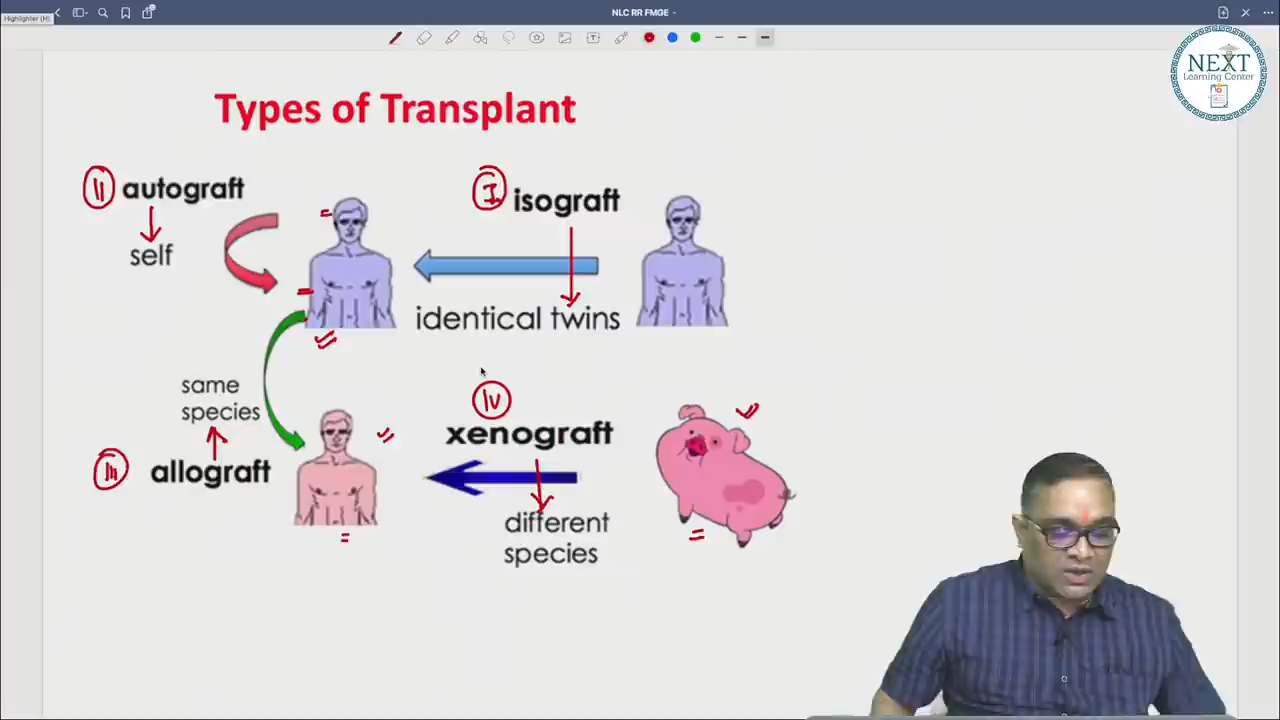 Highlighter (H)
NLC RR FMGE
NEXT
Learning Center
Types of Transplant
II autograft
self
I isograft
identical twins
same
species
III allograft
IV
xenograft
different
species